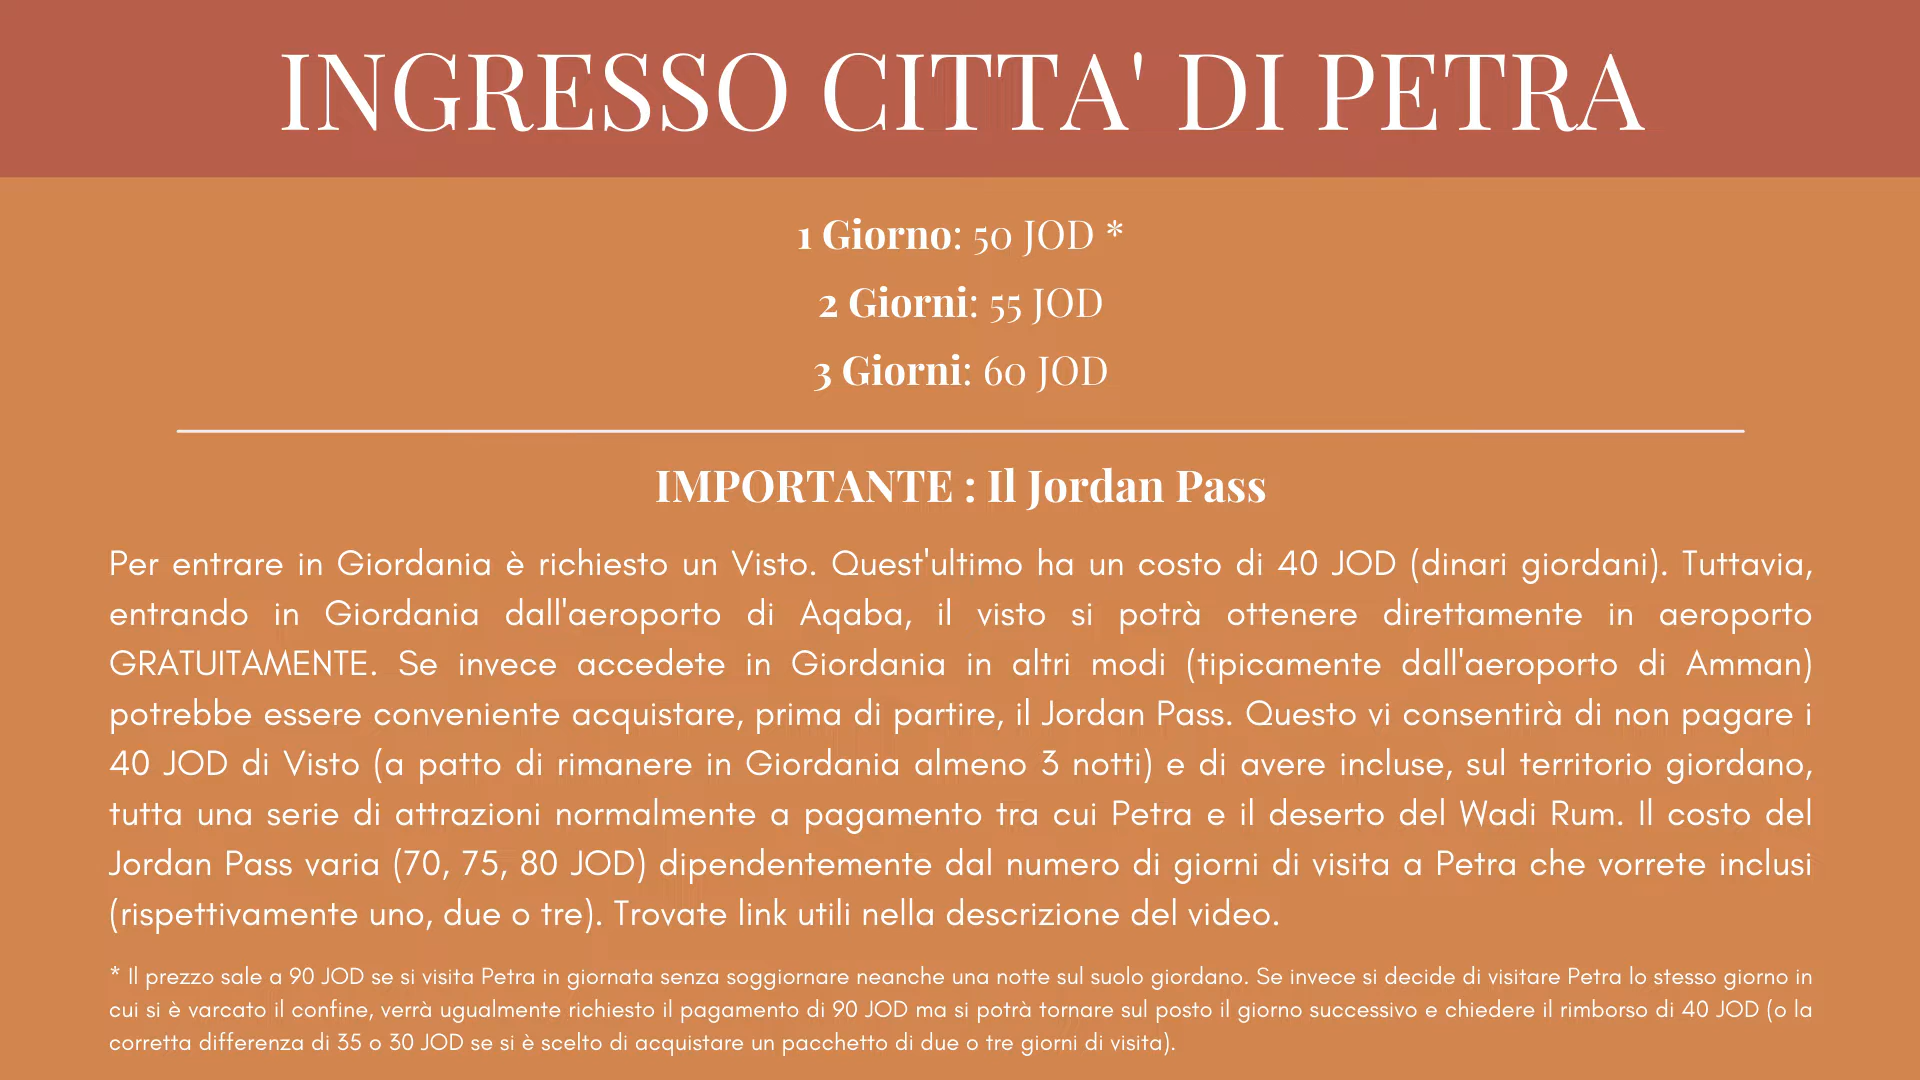 INGRESSO CITTA' DI PETRA
1 Giorno: 50 JOD *
2 Giorni: 55 JOD
3 Giorni: 60 JOD
IMPORTANTE : Il Jordan Pass
Per entrare in Giordania è richiesto un Visto. Quest'ultimo ha un costo di 40 JOD (dinari giordani). Tuttavia,
entrando in Giordania dall'aeroporto di Aqaba, il visto si potrà ottenere direttamente in aeroporto
GRATUITAMENTE. Se invece accedete in Giordania in altri modi (tipicamente dall'aeroporto di Amman)
potrebbe essere conveniente acquistare, prima di partire, il Jordan Pass. Questo vi consentirà di non pagare i
40 JOD di Visto (a patto di rimanere in Giordania almeno 3 notti) e di avere incluse, sul territorio giordano,
tutta una serie di attrazioni normalmente a pagamento tra cui Petra e il deserto del Wadi Rum. Il costo del
Jordan Pass varia (70, 75, 80 JOD) dipendentemente dal numero di giorni di visita a Petra che vorrete inclusi
(rispettivamente uno, due o tre). Trovate link utili nella descrizione del video.
* Il prezzo sale a 90 JOD se si visita Petra in giornata senza soggiornare neanche una notte sul suolo giordano. Se invece si decide di visitare Petra lo stesso giorno in
cui si è varcato il confine, verrà ugualmente richiesto il pagamento di 90 JOD ma si potrà tornare sul posto il giorno successivo e chiedere il rimborso di 40 JOD (o la
corretta differenza di 35 o 30 JOD se si è scelto di acquistare un pacchetto di due o tre giorni di visita).